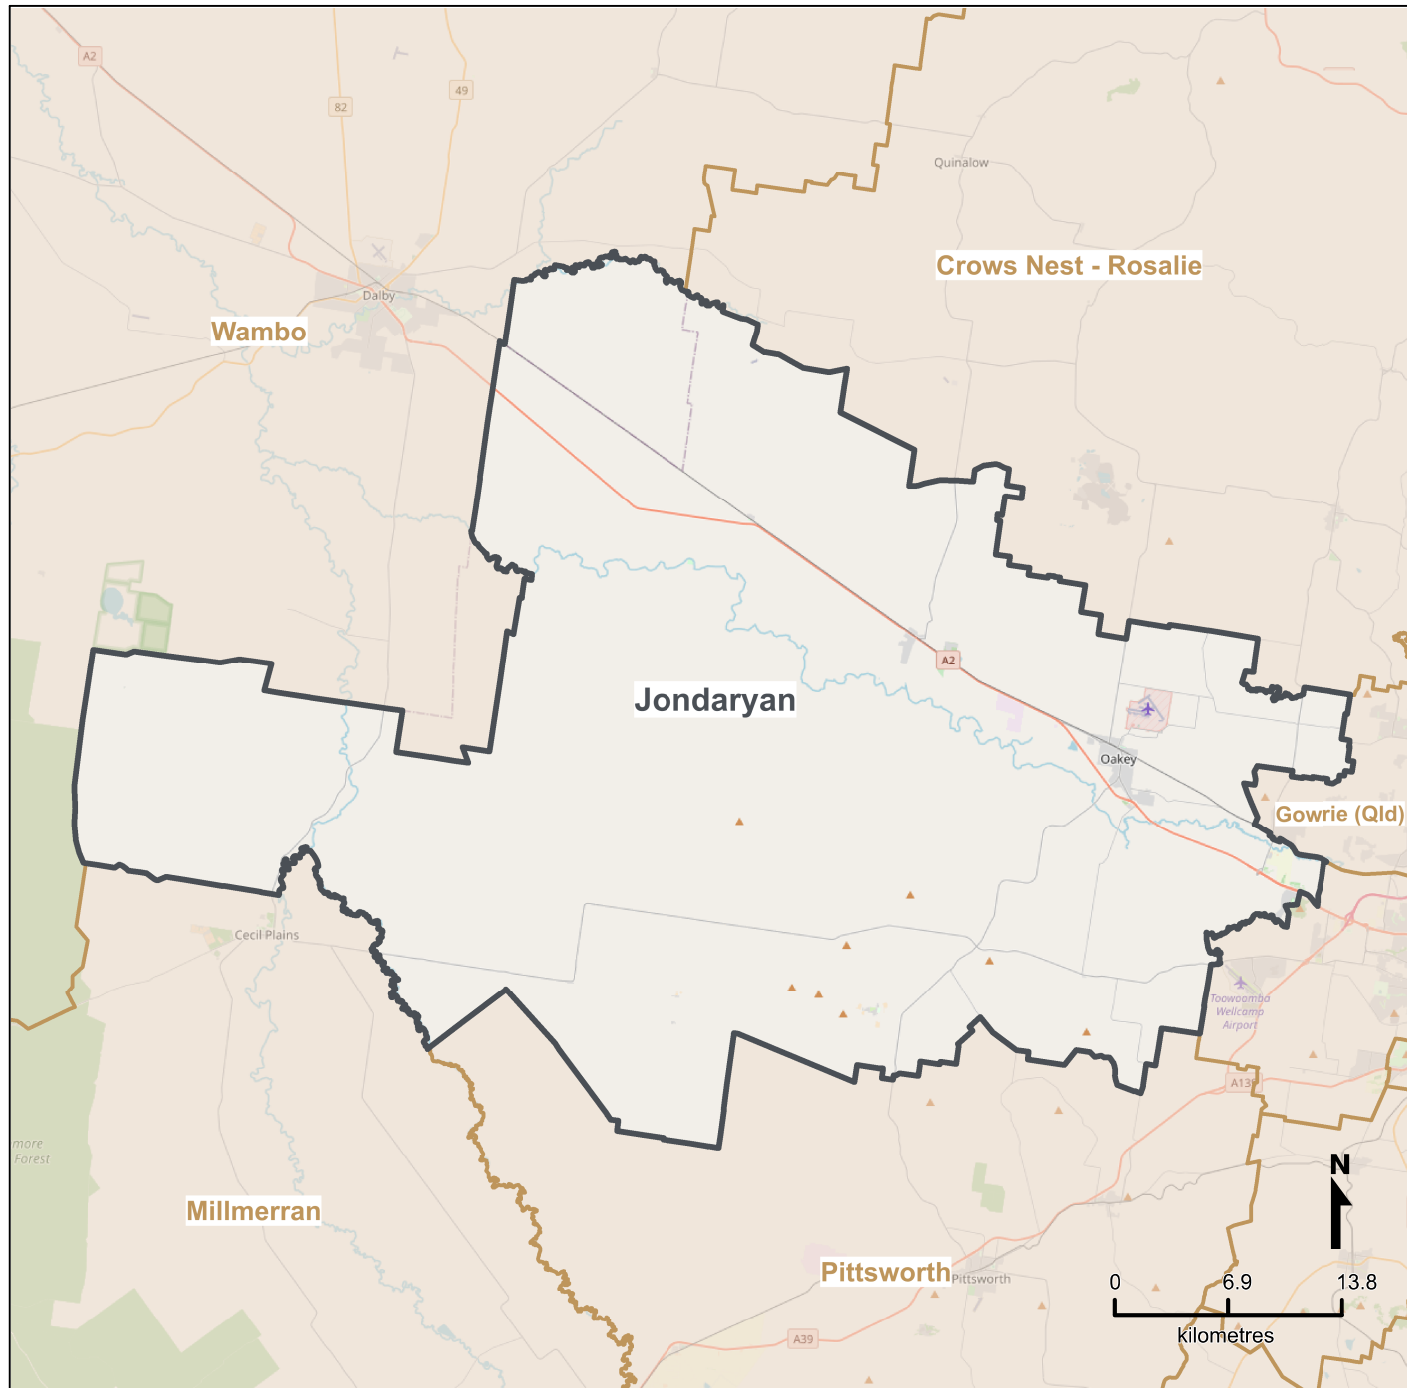 A2
49
82
Quinalow
Crows Nest - Rosalie
Dalby
Wambo
A2
Jondaryan
Oakey
Gowrie (Qld)
Cecil Plains
Toowoomba
Wellcamp
Airport
A139
more
Forest
N
Millmerran
Pittsworth
Pittsworth
0 6.9 13.8
kilometres
A39